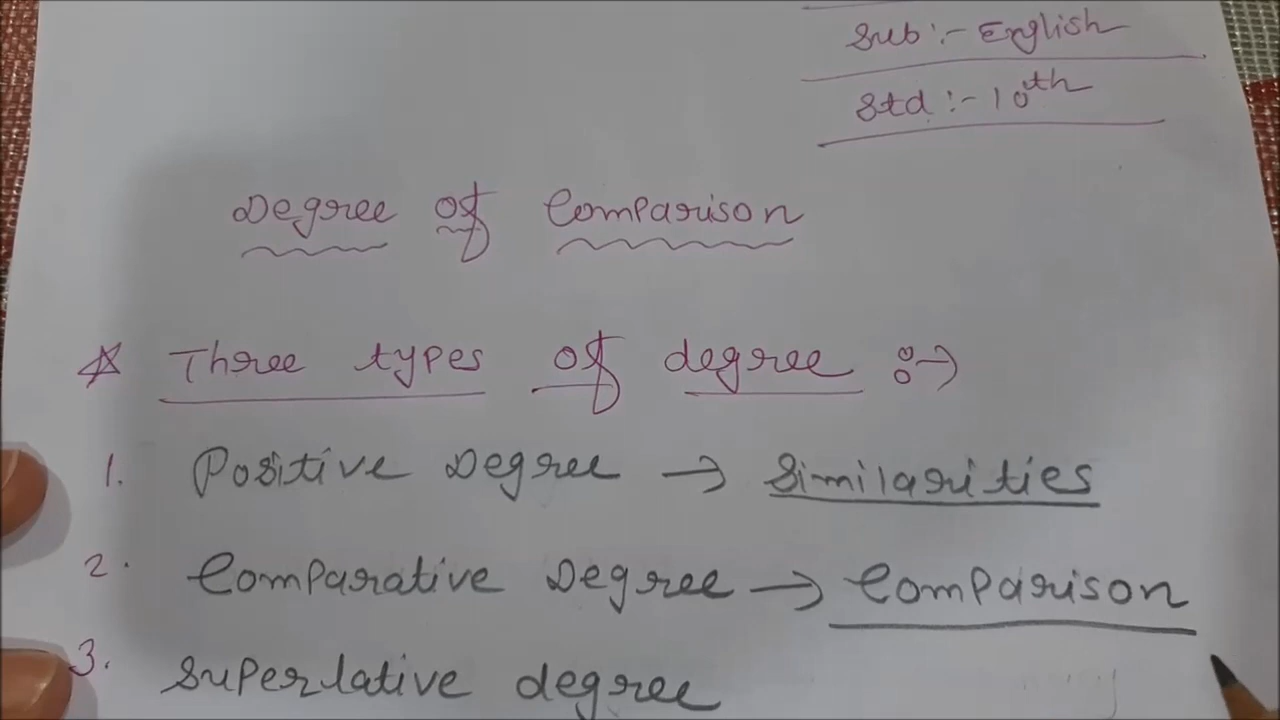 Sub :- English
Std :- 10th
Degree of Comparison
☆ Three types of degree :→
1. Positive Degree → Similarities
2. Comparative Degree → Comparison
3. Superlative degree